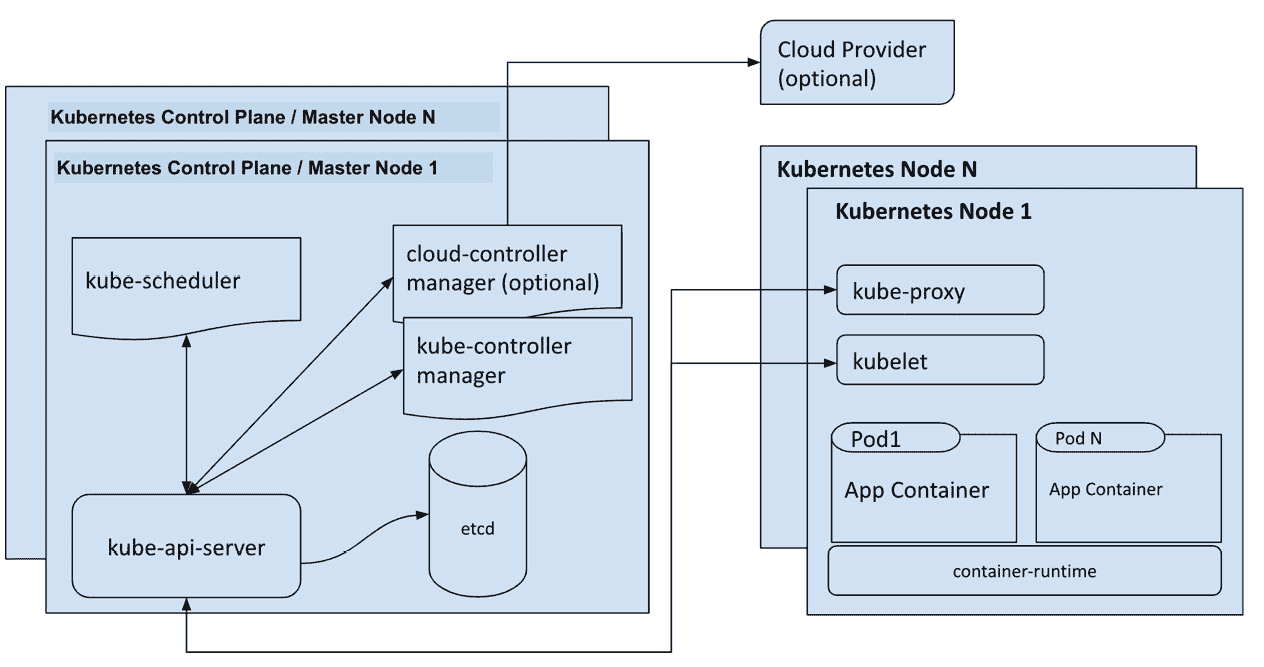 Cloud Provider
(optional)
Kubernetes Control Plane / Master Node N
Kubernetes Control Plane / Master Node 1
kube-scheduler
cloud-controller
manager (optional)
kube-controller
manager
kube-api-server
etcd
Kubernetes Node N
Kubernetes Node 1
kube-proxy
kubelet
Pod1
App Container
Pod N
App Container
container-runtime